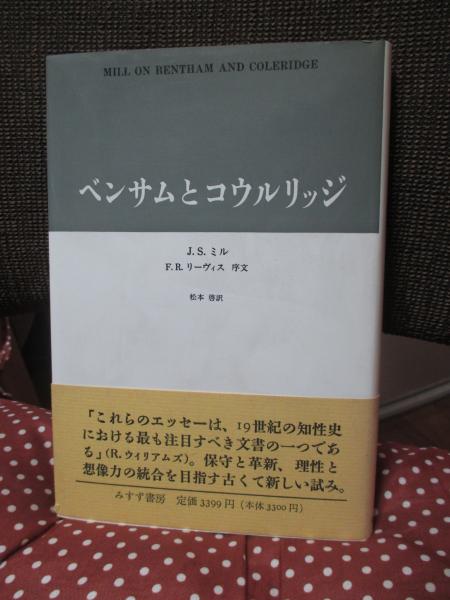 MILL ON BENTHAM AND COLERIDGE
ベンサムとコウルリッジ
J.S.ミル
F.R.リーヴィス 序文
松本 啓訳
「これらのエッセーは、19世紀の知性史
における最も注目すべき文書の一つであ
る」(R.ウィリアムズ)。保守と革新、理性と
想像力の統合を目指す古くて新しい試み。
みすず書房 定価3399円(本体3300円)